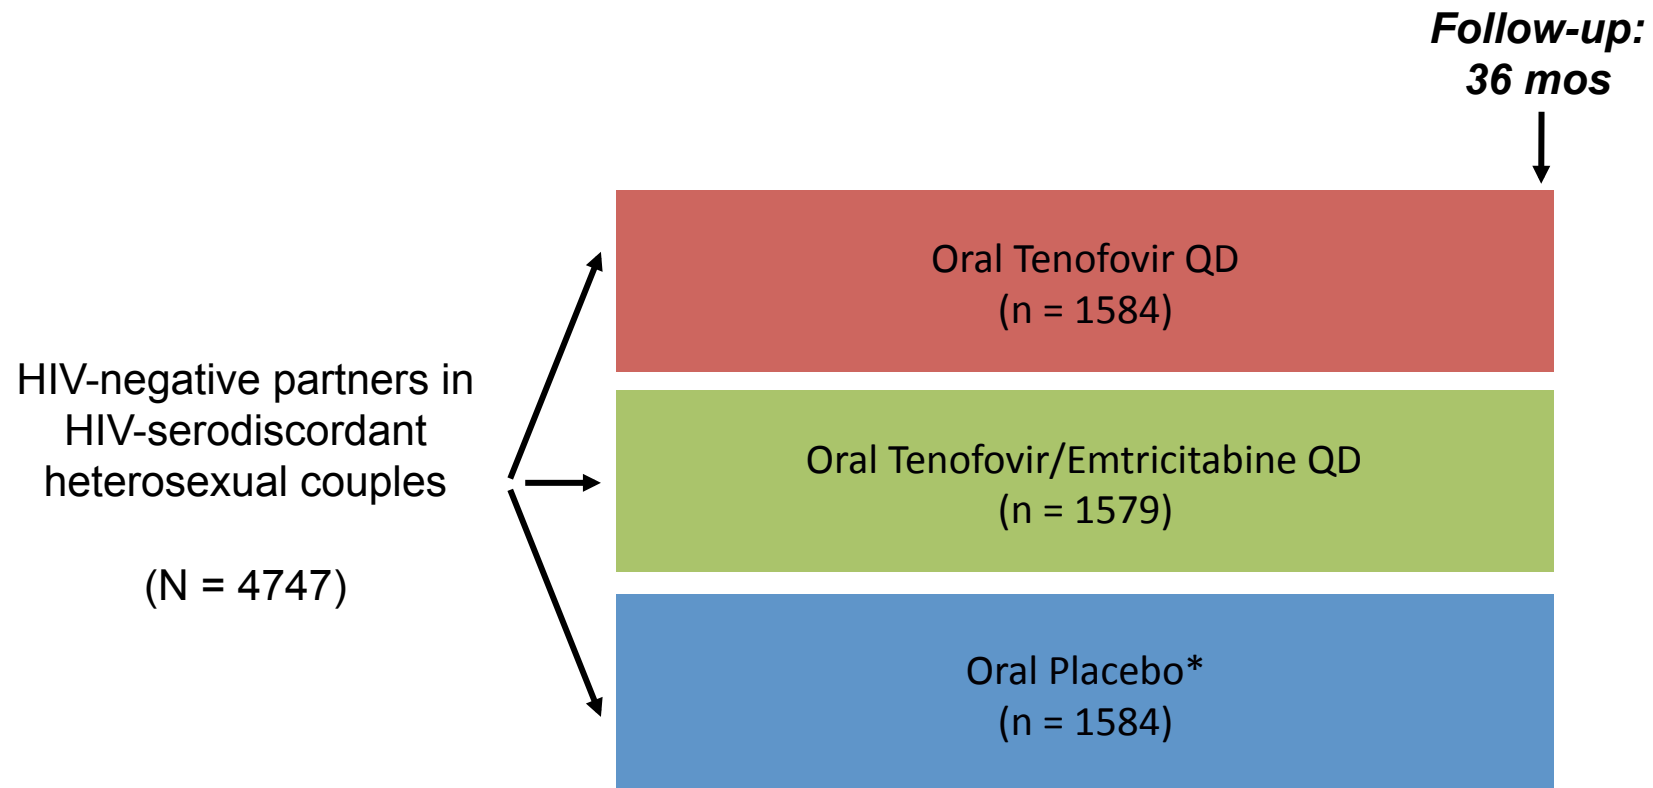 Follow-up:
36 mos
Oral Tenofovir QD
(n = 1584)
HIV-negative partners in
HIV-serodiscordant
heterosexual couples
(N = 4747)
Oral Tenofovir/Emtricitabine QD
(n = 1579)
Oral Placebo*
(n = 1584)